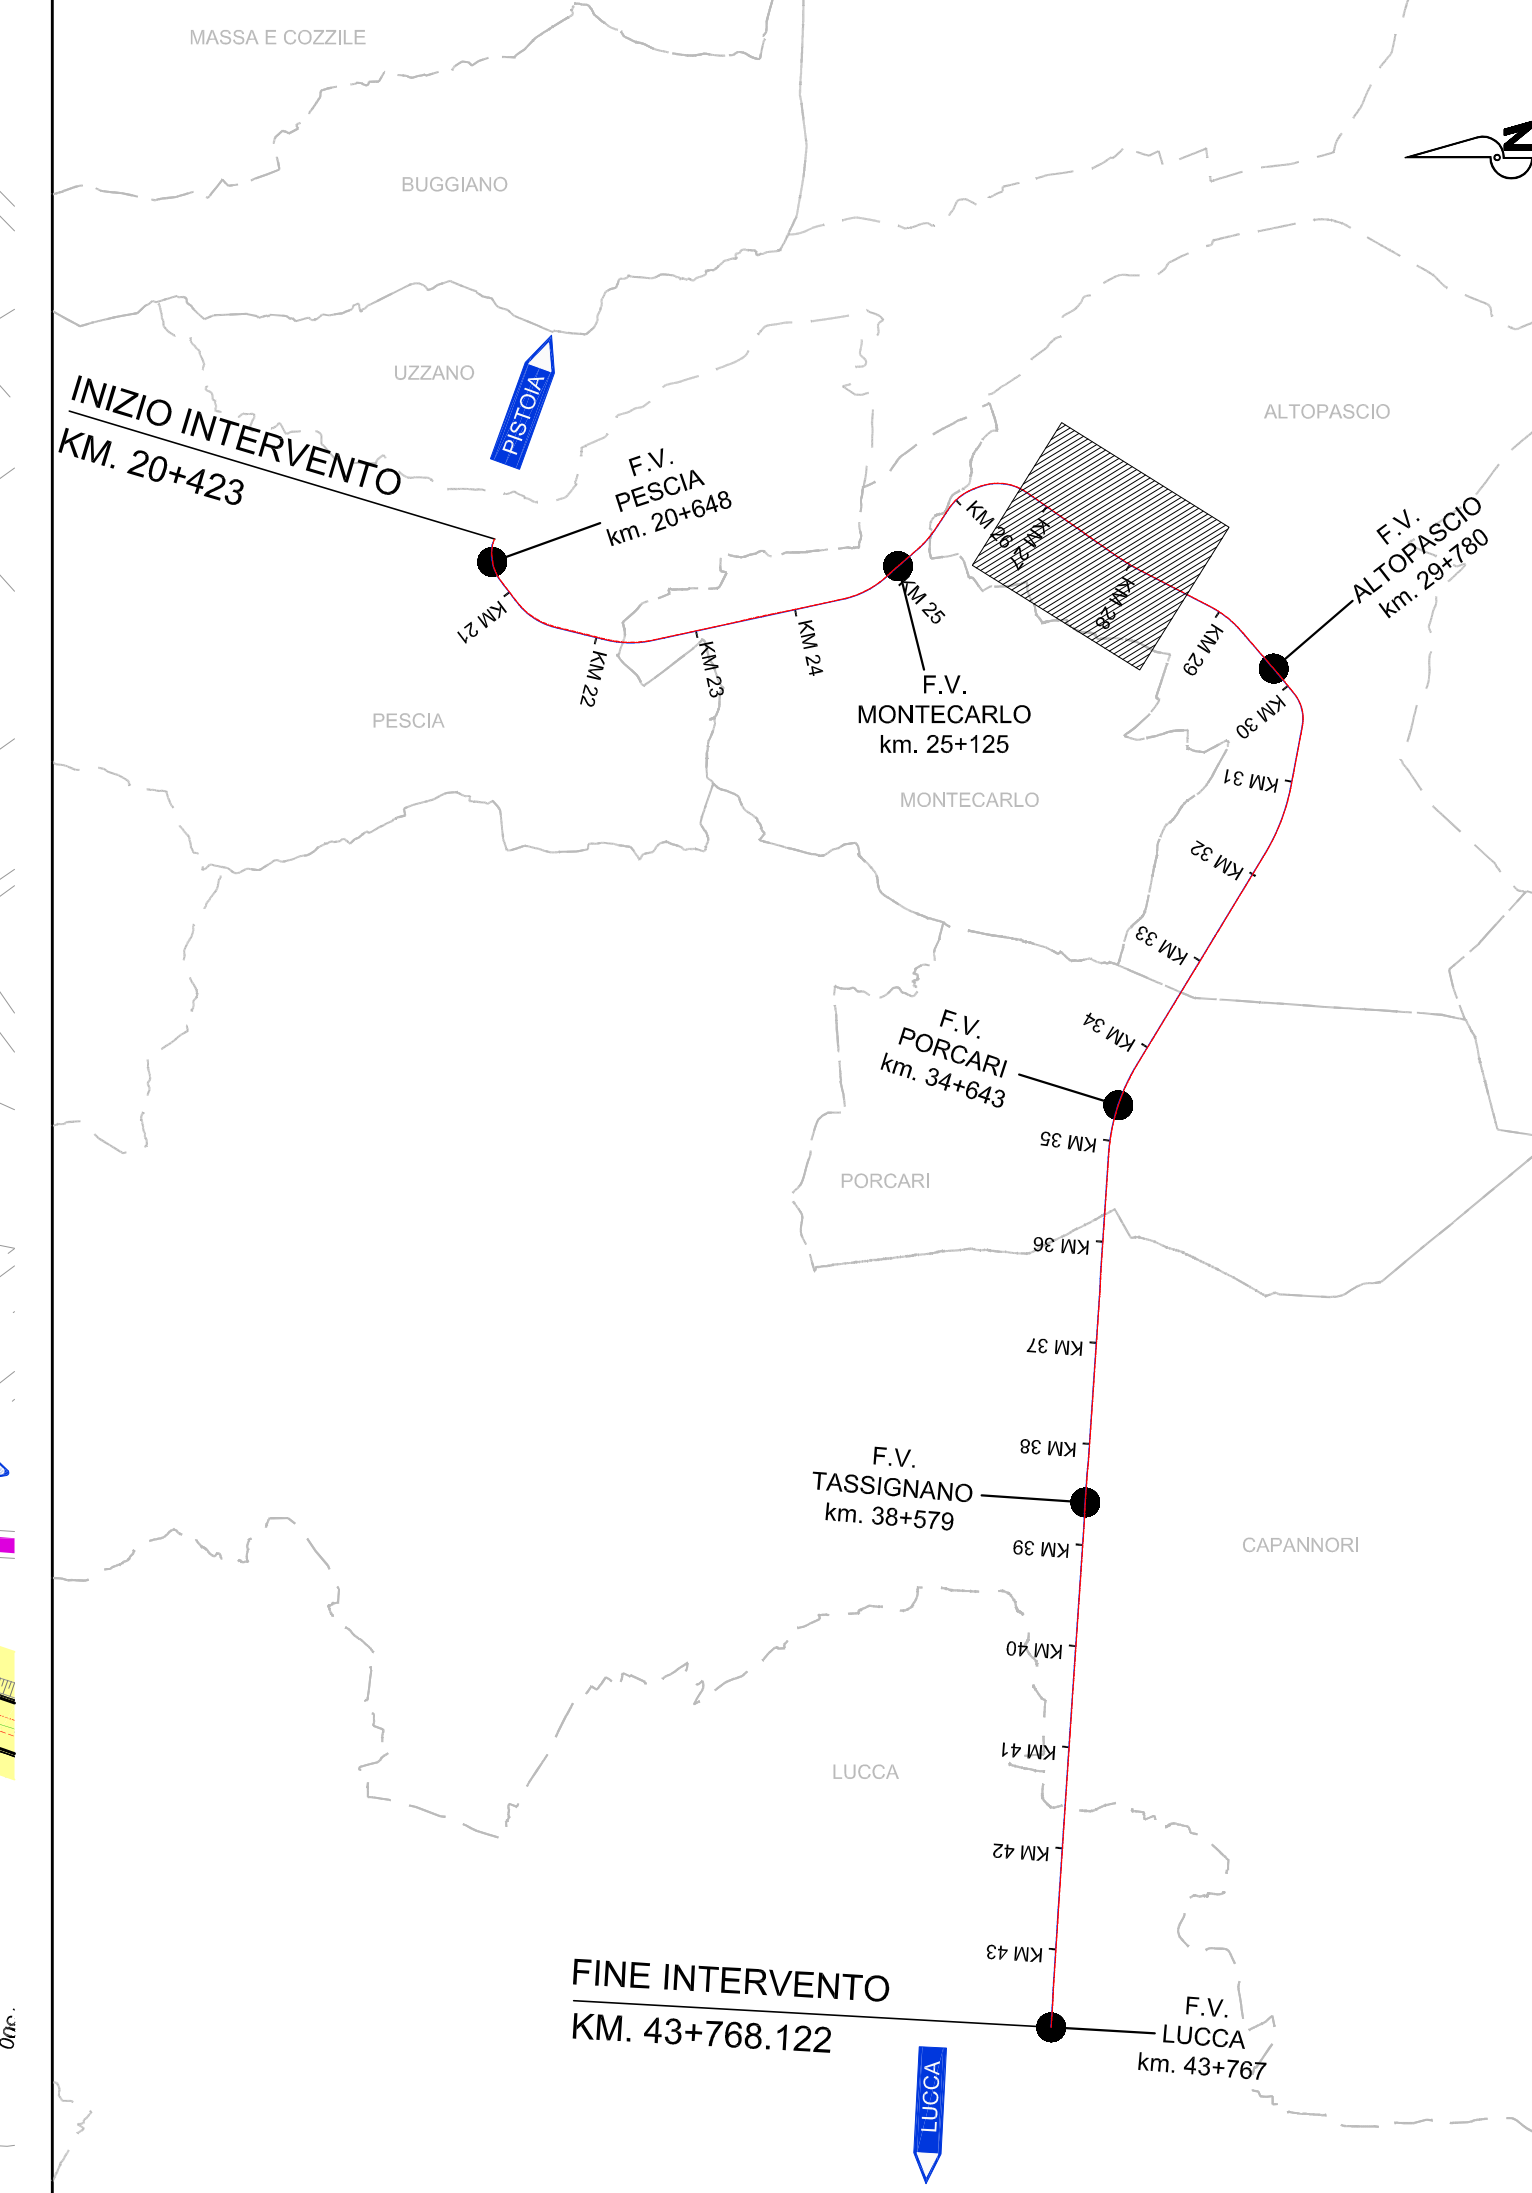 MASSA E COZZILE
N
BUGGIANO
UZZANO
PISTOIA
ALTOPASCIO
INIZIO INTERVENTO
KM. 20+423
F.V.
PESCIA
km. 20+648
F.V.
ALTOPASCIO
km. 29+780
KM 21
KM 22
KM 23
KM 24
KM 25
KM 26
KM 27
KM 28
KM 29
KM 30
F.V.
MONTECARLO
km. 25+125
PESCIA
MONTECARLO
KM 31
KM 32
KM 33
KM 34
F.V.
PORCARI
km. 34+643
KM 35
PORCARI
KM 36
KM 37
KM 38
F.V.
TASSIGNANO
km. 38+579
KM 39
CAPANNORI
KM 40
KM 41
LUCCA
KM 42
KM 43
FINE INTERVENTO
KM. 43+768.122
F.V.
LUCCA
km. 43+767
LUCCA